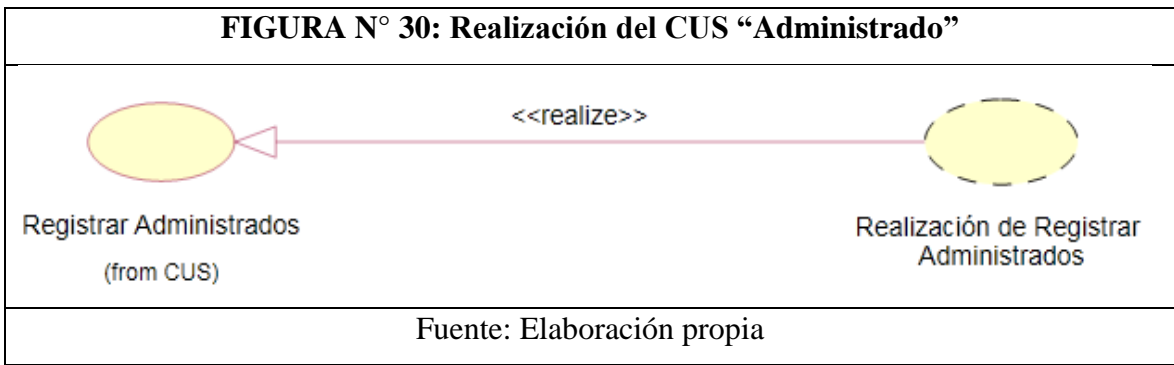 FIGURA N° 30: Realización del CUS “Administrado”
<<realize>>
Registrar Administrados
(from CUS)
Realización de Registrar
Administrados
Fuente: Elaboración propia